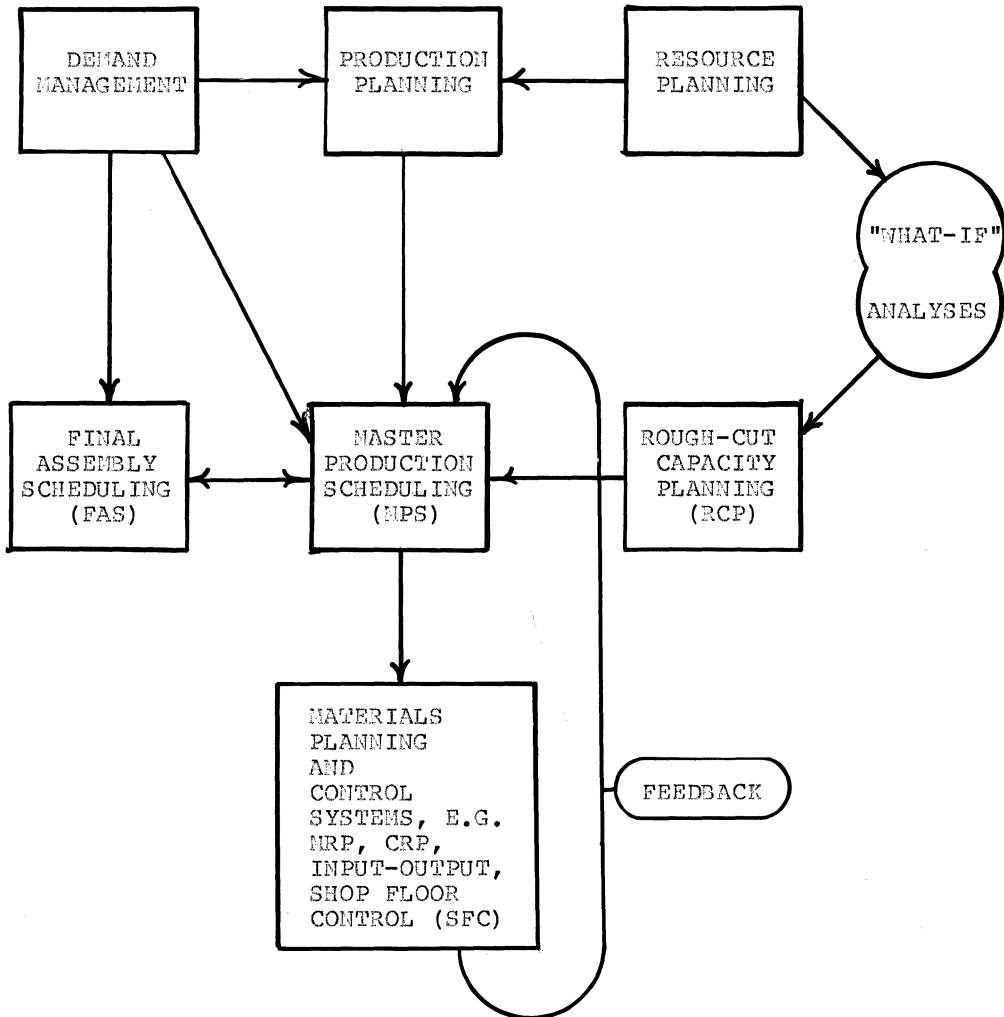 DEMAND
MANAGEMENT
PRODUCTION
PLANNING
RESOURCE
PLANNING
"WHAT-IF"
ANALYSES
FINAL
ASSEMBLY
SCHEDULING
(FAS)
MASTER
PRODUCTION
SCHEDULING
(MPS)
ROUGH-CUT
CAPACITY
PLANNING
(RCP)
MATERIALS
PLANNING
AND
CONTROL
SYSTEMS, E.G.
MRP, CRP,
INPUT-OUTPUT,
SHOP FLOOR
CONTROL (SFC)
FEEDBACK